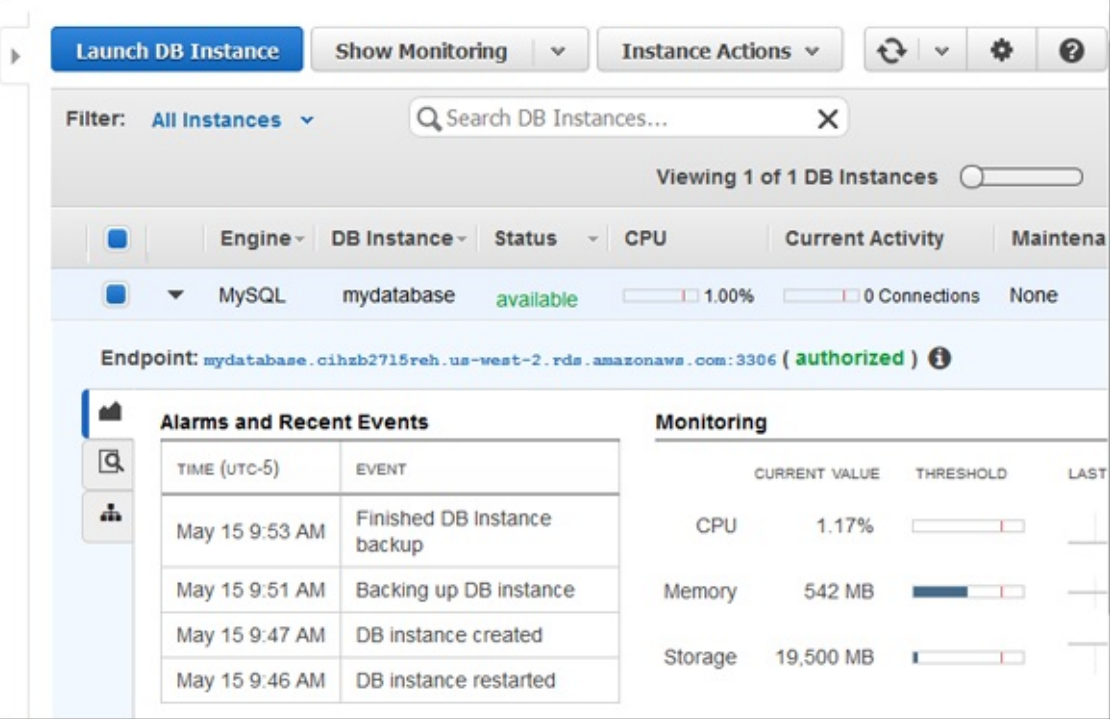 Launch DB Instance Show Monitoring Instance Actions
Filter: All Instances Search DB Instances...
Viewing 1 of 1 DB Instances
Engine DB Instance Status CPU Current Activity Maintena
MySQL mydatabase available 1.00% 0 Connections None
Endpoint: mydatabase.cihzb27l5reh.us-west-2.rds.amazonaws.com:3306 ( authorized )
Alarms and Recent Events Monitoring
TIME (UTC-5) EVENT CURRENT VALUE THRESHOLD LAST
May 15 9:53 AM Finished DB Instance backup
CPU 1.17%
May 15 9:51 AM Backing up DB instance
Memory 542 MB
May 15 9:47 AM DB instance created
Storage 19,500 MB
May 15 9:46 AM DB instance restarted